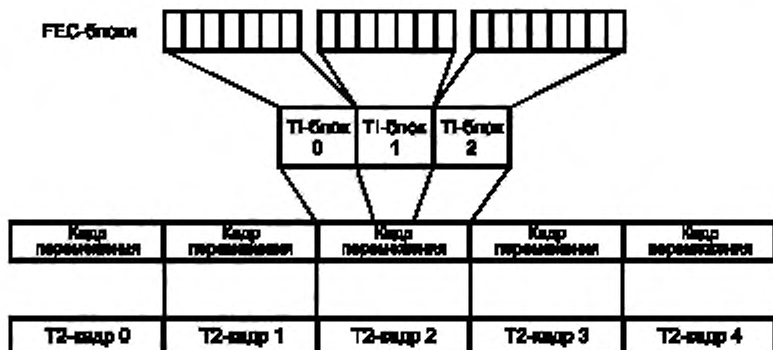 FEC-блоки
TI-блок 0
TI-блок 1
TI-блок 2
Кадр перемежения
Кадр перемежения
Кадр перемежения
Кадр перемежения
Кадр перемежения
T2-кадр 0
T2-кадр 1
T2-кадр 2
T2-кадр 3
T2-кадр 4